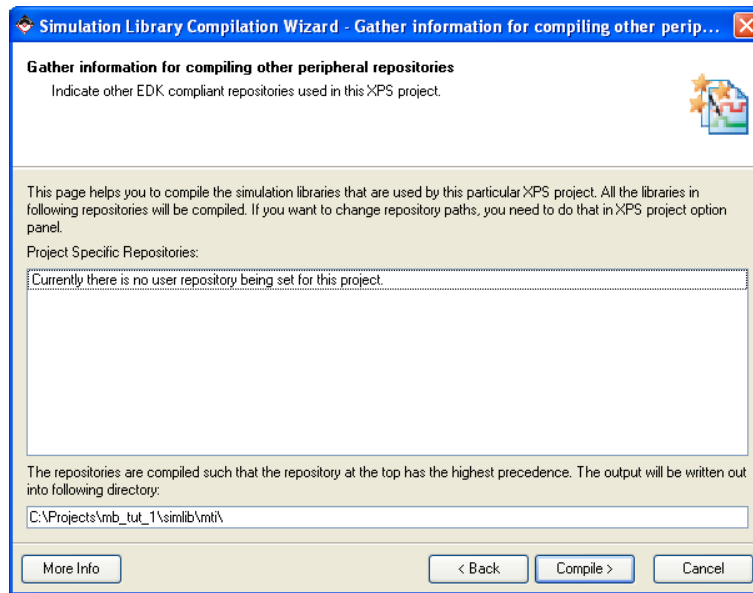 Simulation Library Compilation Wizard - Gather information for compiling other perip...
Gather information for compiling other peripheral repositories
Indicate other EDK compliant repositories used in this XPS project.
This page helps you to compile the simulation libraries that are used by this particular XPS project. All the libraries in
following repositories will be compiled. If you want to change repository paths, you need to do that in XPS project option
panel.
Project Specific Repositories:
Currently there is no user repository being set for this project.
The repositories are compiled such that the repository at the top has the highest precedence. The output will be written out
into following directory:
C:\Projects\mb_tut_1\simlib\mti\
More Info
< Back
Compile >
Cancel